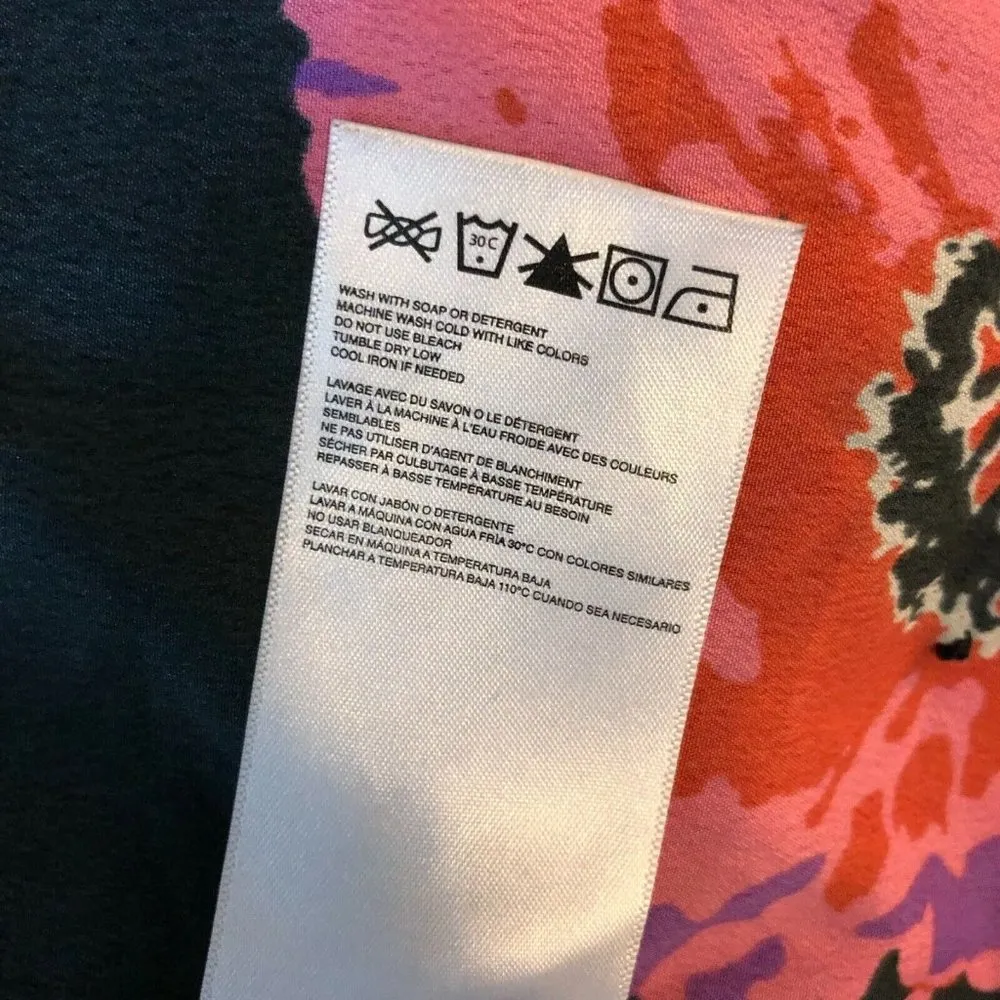 30 C
WASH WITH SOAP OR DETERGENT
MACHINE WASH COLD WITH LIKE COLORS
DO NOT USE BLEACH
TUMBLE DRY LOW
COOL IRON IF NEEDED
LAVAGE AVEC DU SAVON O LE DÉTERGENT
LAVER À LA MACHINE À L'EAU FROIDE AVEC DES COULEURS
SEMBLABLES
NE PAS UTILISER D'AGENT DE BLANCHIMENT
SÉCHER PAR CULBUTAGE À BASSE TEMPÉRATURE
REPASSER À BASSE TEMPÉRATURE AU BESOIN
LAVAR CON JABÓN O DETERGENTE
LAVAR A MÁQUINA CON AGUA FRÍA 30°C CON COLORES SIMILARES
NO USAR BLANQUEADOR
SECAR EN MÁQUINA A TEMPERATURA BAJA
PLANCHAR A TEMPERATURA BAJA 110°C CUANDO SEA NECESARIO